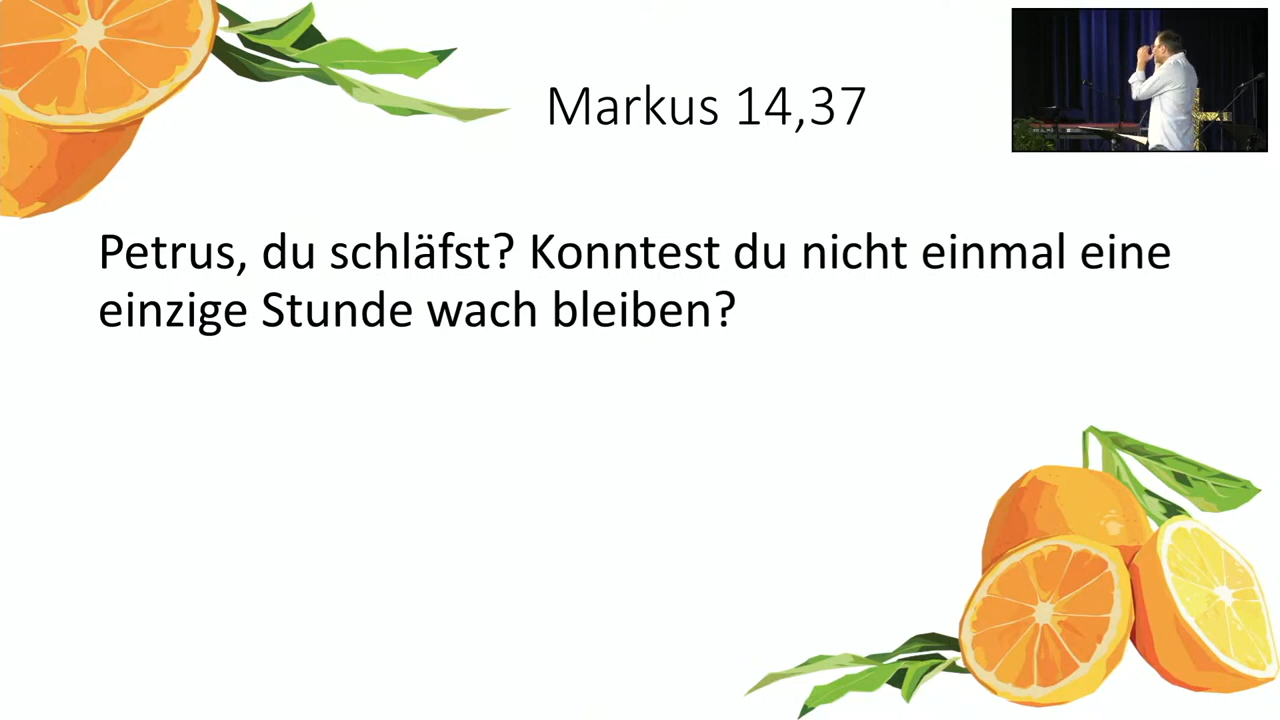 Markus 14,37
Petrus, du schläfst? Konntest du nicht einmal eine
einzige Stunde wach bleiben?